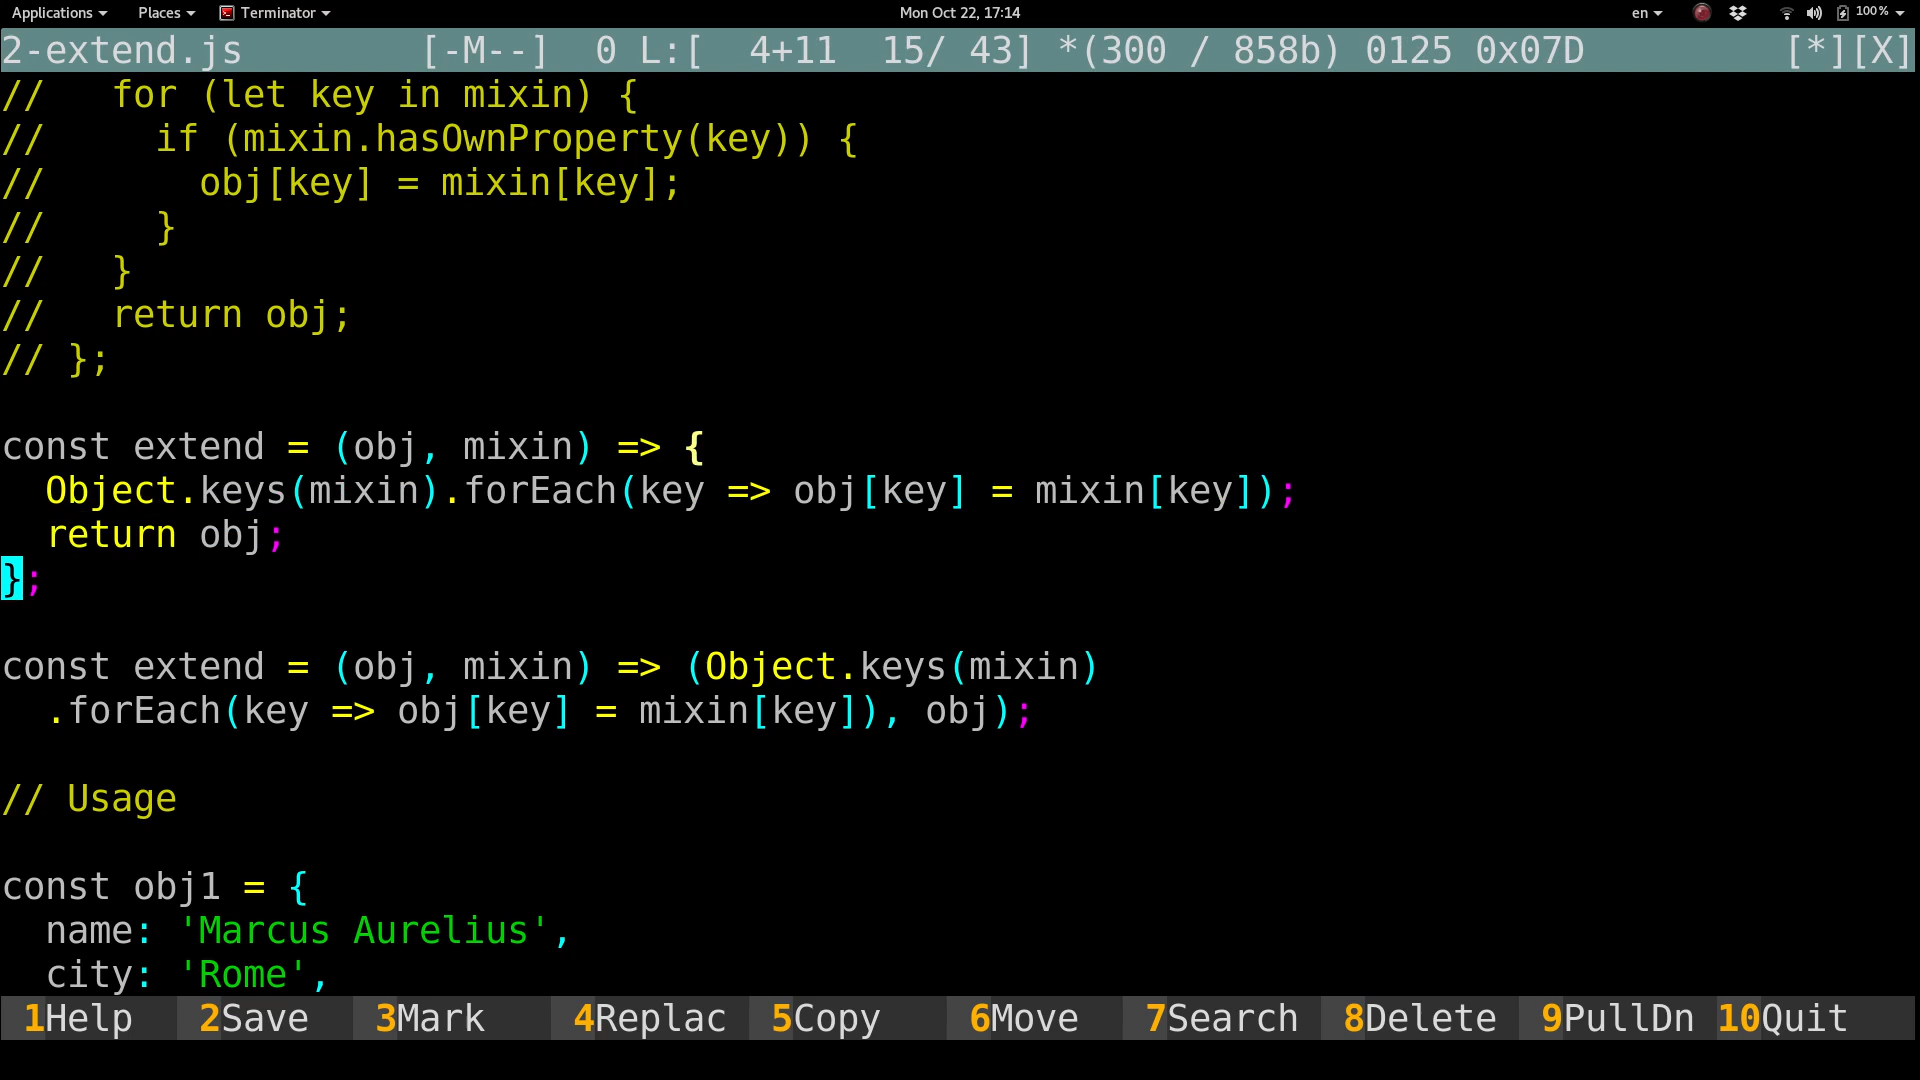 Applications Places Terminator Mon Oct 22, 17:14 en 100%
2-extend.js [-M--] 0 L:[ 4+11 15/ 43] *(300 / 858b) 0125 0x07D [*][X]
//   for (let key in mixin) {
//     if (mixin.hasOwnProperty(key)) {
//       obj[key] = mixin[key];
//     }
//   }
//   return obj;
// };
const extend = (obj, mixin) => {
  Object.keys(mixin).forEach(key => obj[key] = mixin[key]);
  return obj;
};
const extend = (obj, mixin) => (Object.keys(mixin)
  .forEach(key => obj[key] = mixin[key]), obj);
// Usage
const obj1 = {
  name: 'Marcus Aurelius',
  city: 'Rome',
1Help 2Save 3Mark 4Replac 5Copy 6Move 7Search 8Delete 9PullDn 10Quit